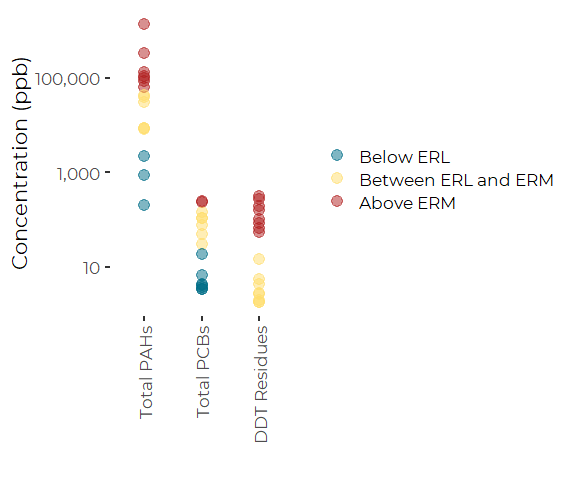 Concentration (ppb)
100,000
1,000
10
Total PAHs
Total PCBs
DDT Residues
Below ERL
Between ERL and ERM
Above ERM